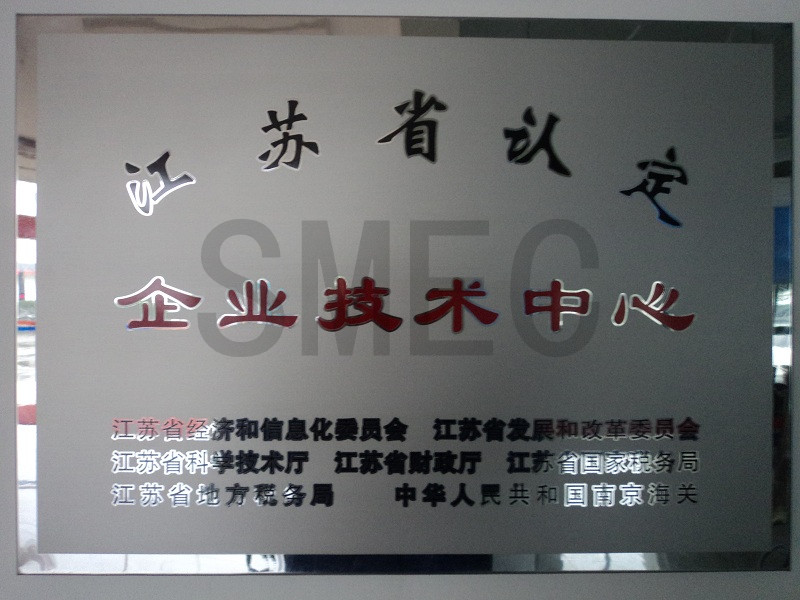 江苏省认定
SMEC
企业技术中心
江苏省经济和信息化委员会 江苏省发展和改革委员会
江苏省科学技术厅 江苏省财政厅 江苏省国家税务局
江苏省地方税务局 中华人民共和国南京海关